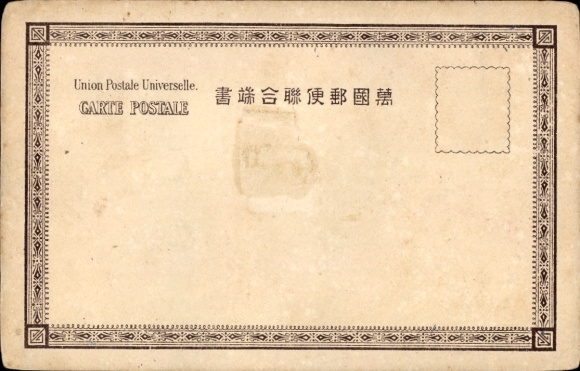 Union Postale Universelle.
CARTE POSTALE
書端合聯便郵國萬